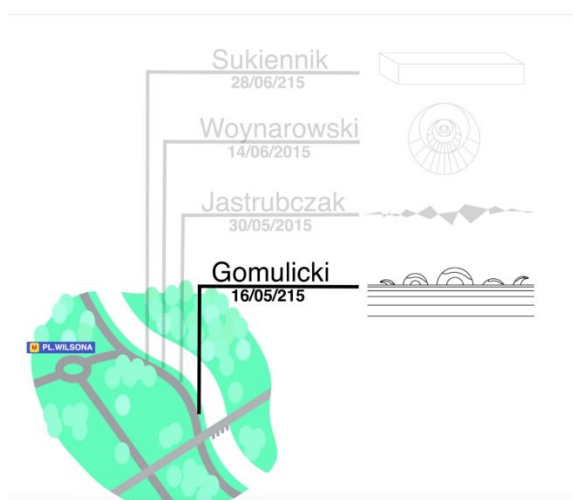 Sukiennik
28/06/215
Woynarowski
14/06/2015
Jastrubczak
30/05/2015
Gomulicki
16/05/215
M PL.WILSONA